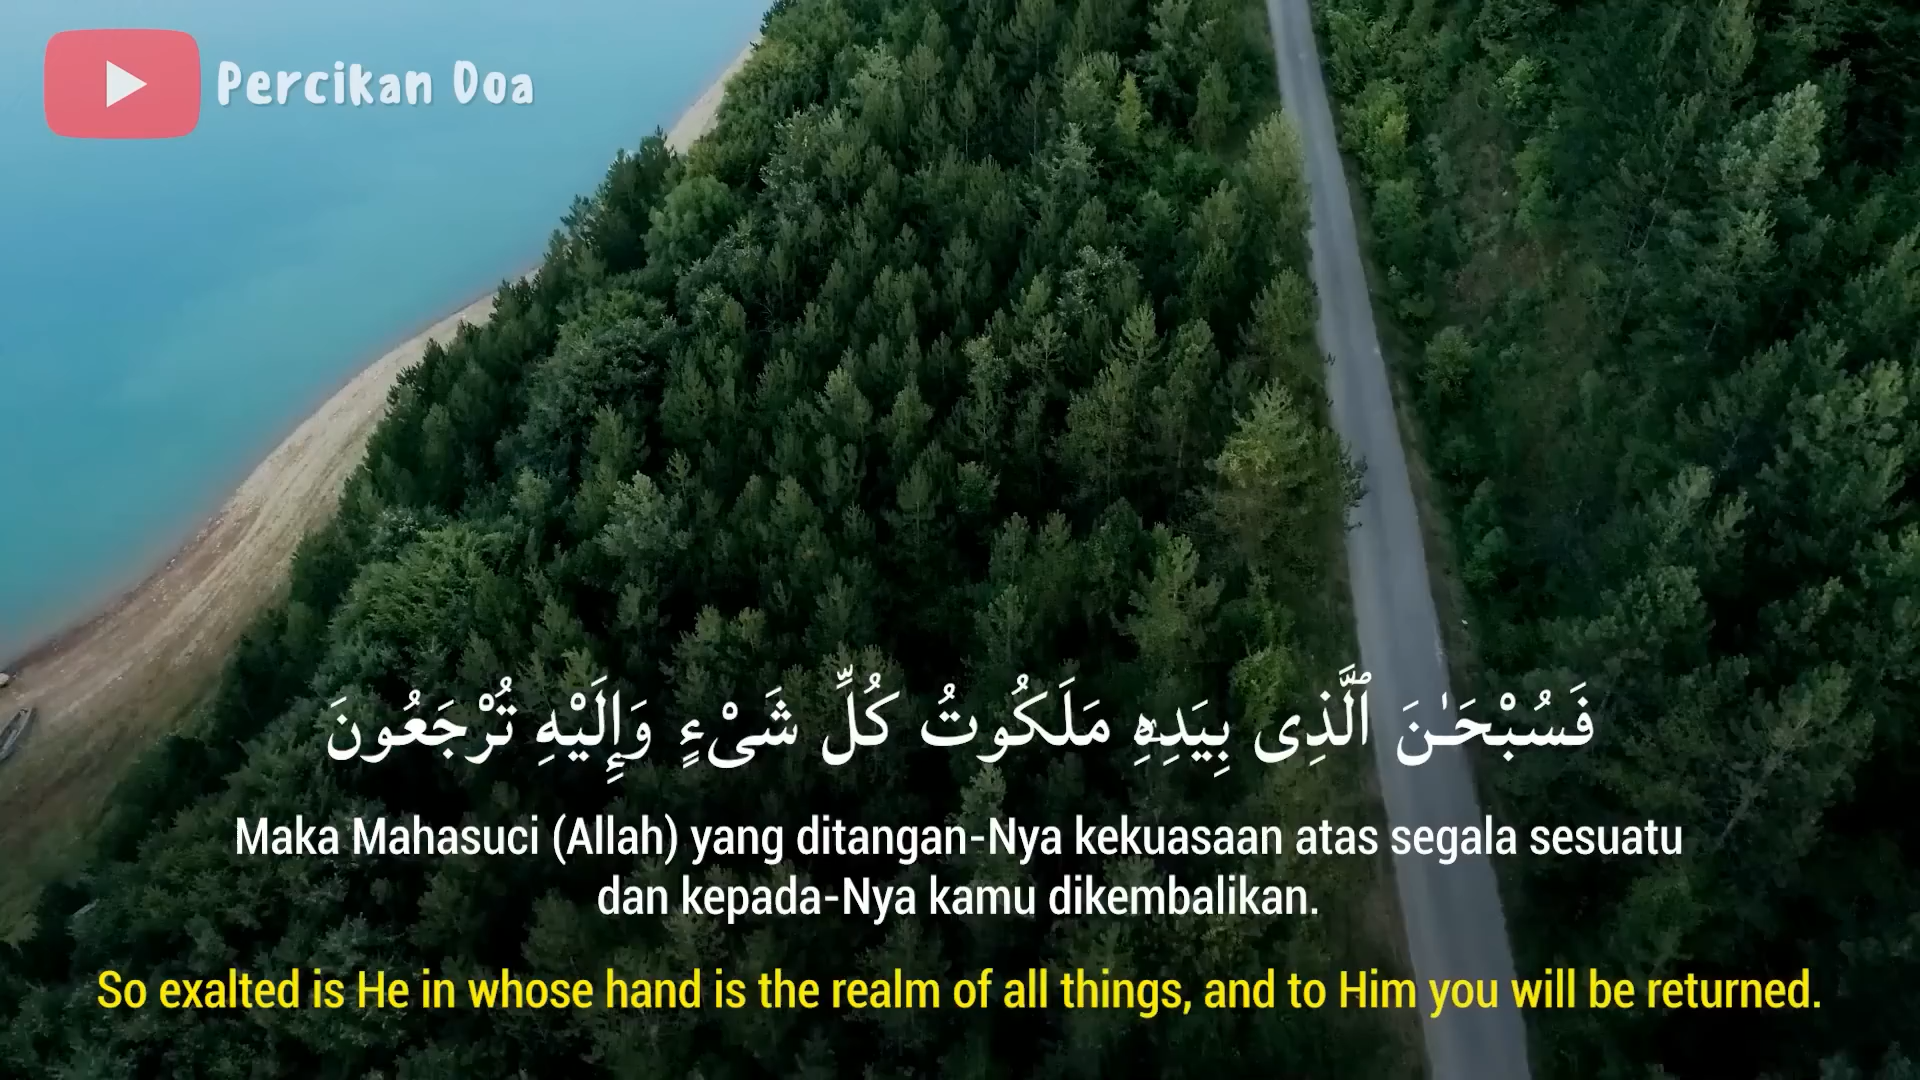 Percikan Doa
فَسُبْحَـٰنَ ٱلَّذِى بِيَدِهِۦ مَلَكُوتُ كُلِّ شَىْءٍ وَإِلَيْهِ تُرْجَعُونَ
Maka Mahasuci (Allah) yang ditangan-Nya kekuasaan atas segala sesuatu
dan kepada-Nya kamu dikembalikan.
So exalted is He in whose hand is the realm of all things, and to Him you will be returned.